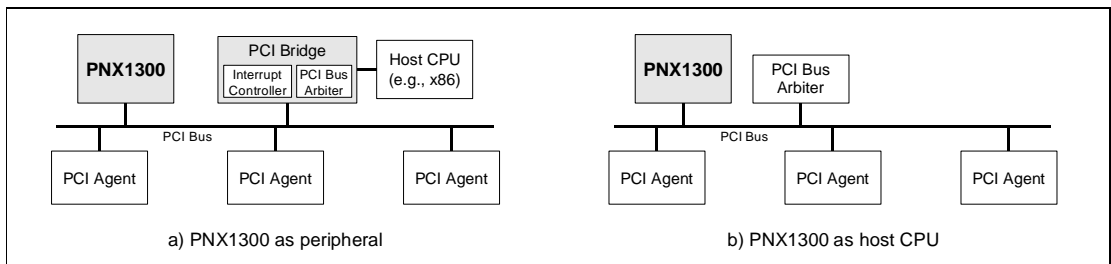 PNX1300
PCI Bridge
Interrupt
Controller
PCI Bus
Arbiter
Host CPU
(e.g., x86)
PCI Bus
PCI Agent
PCI Agent
PCI Agent
a) PNX1300 as peripheral
PNX1300
PCI Bus
Arbiter
PCI Bus
PCI Agent
PCI Agent
PCI Agent
b) PNX1300 as host CPU